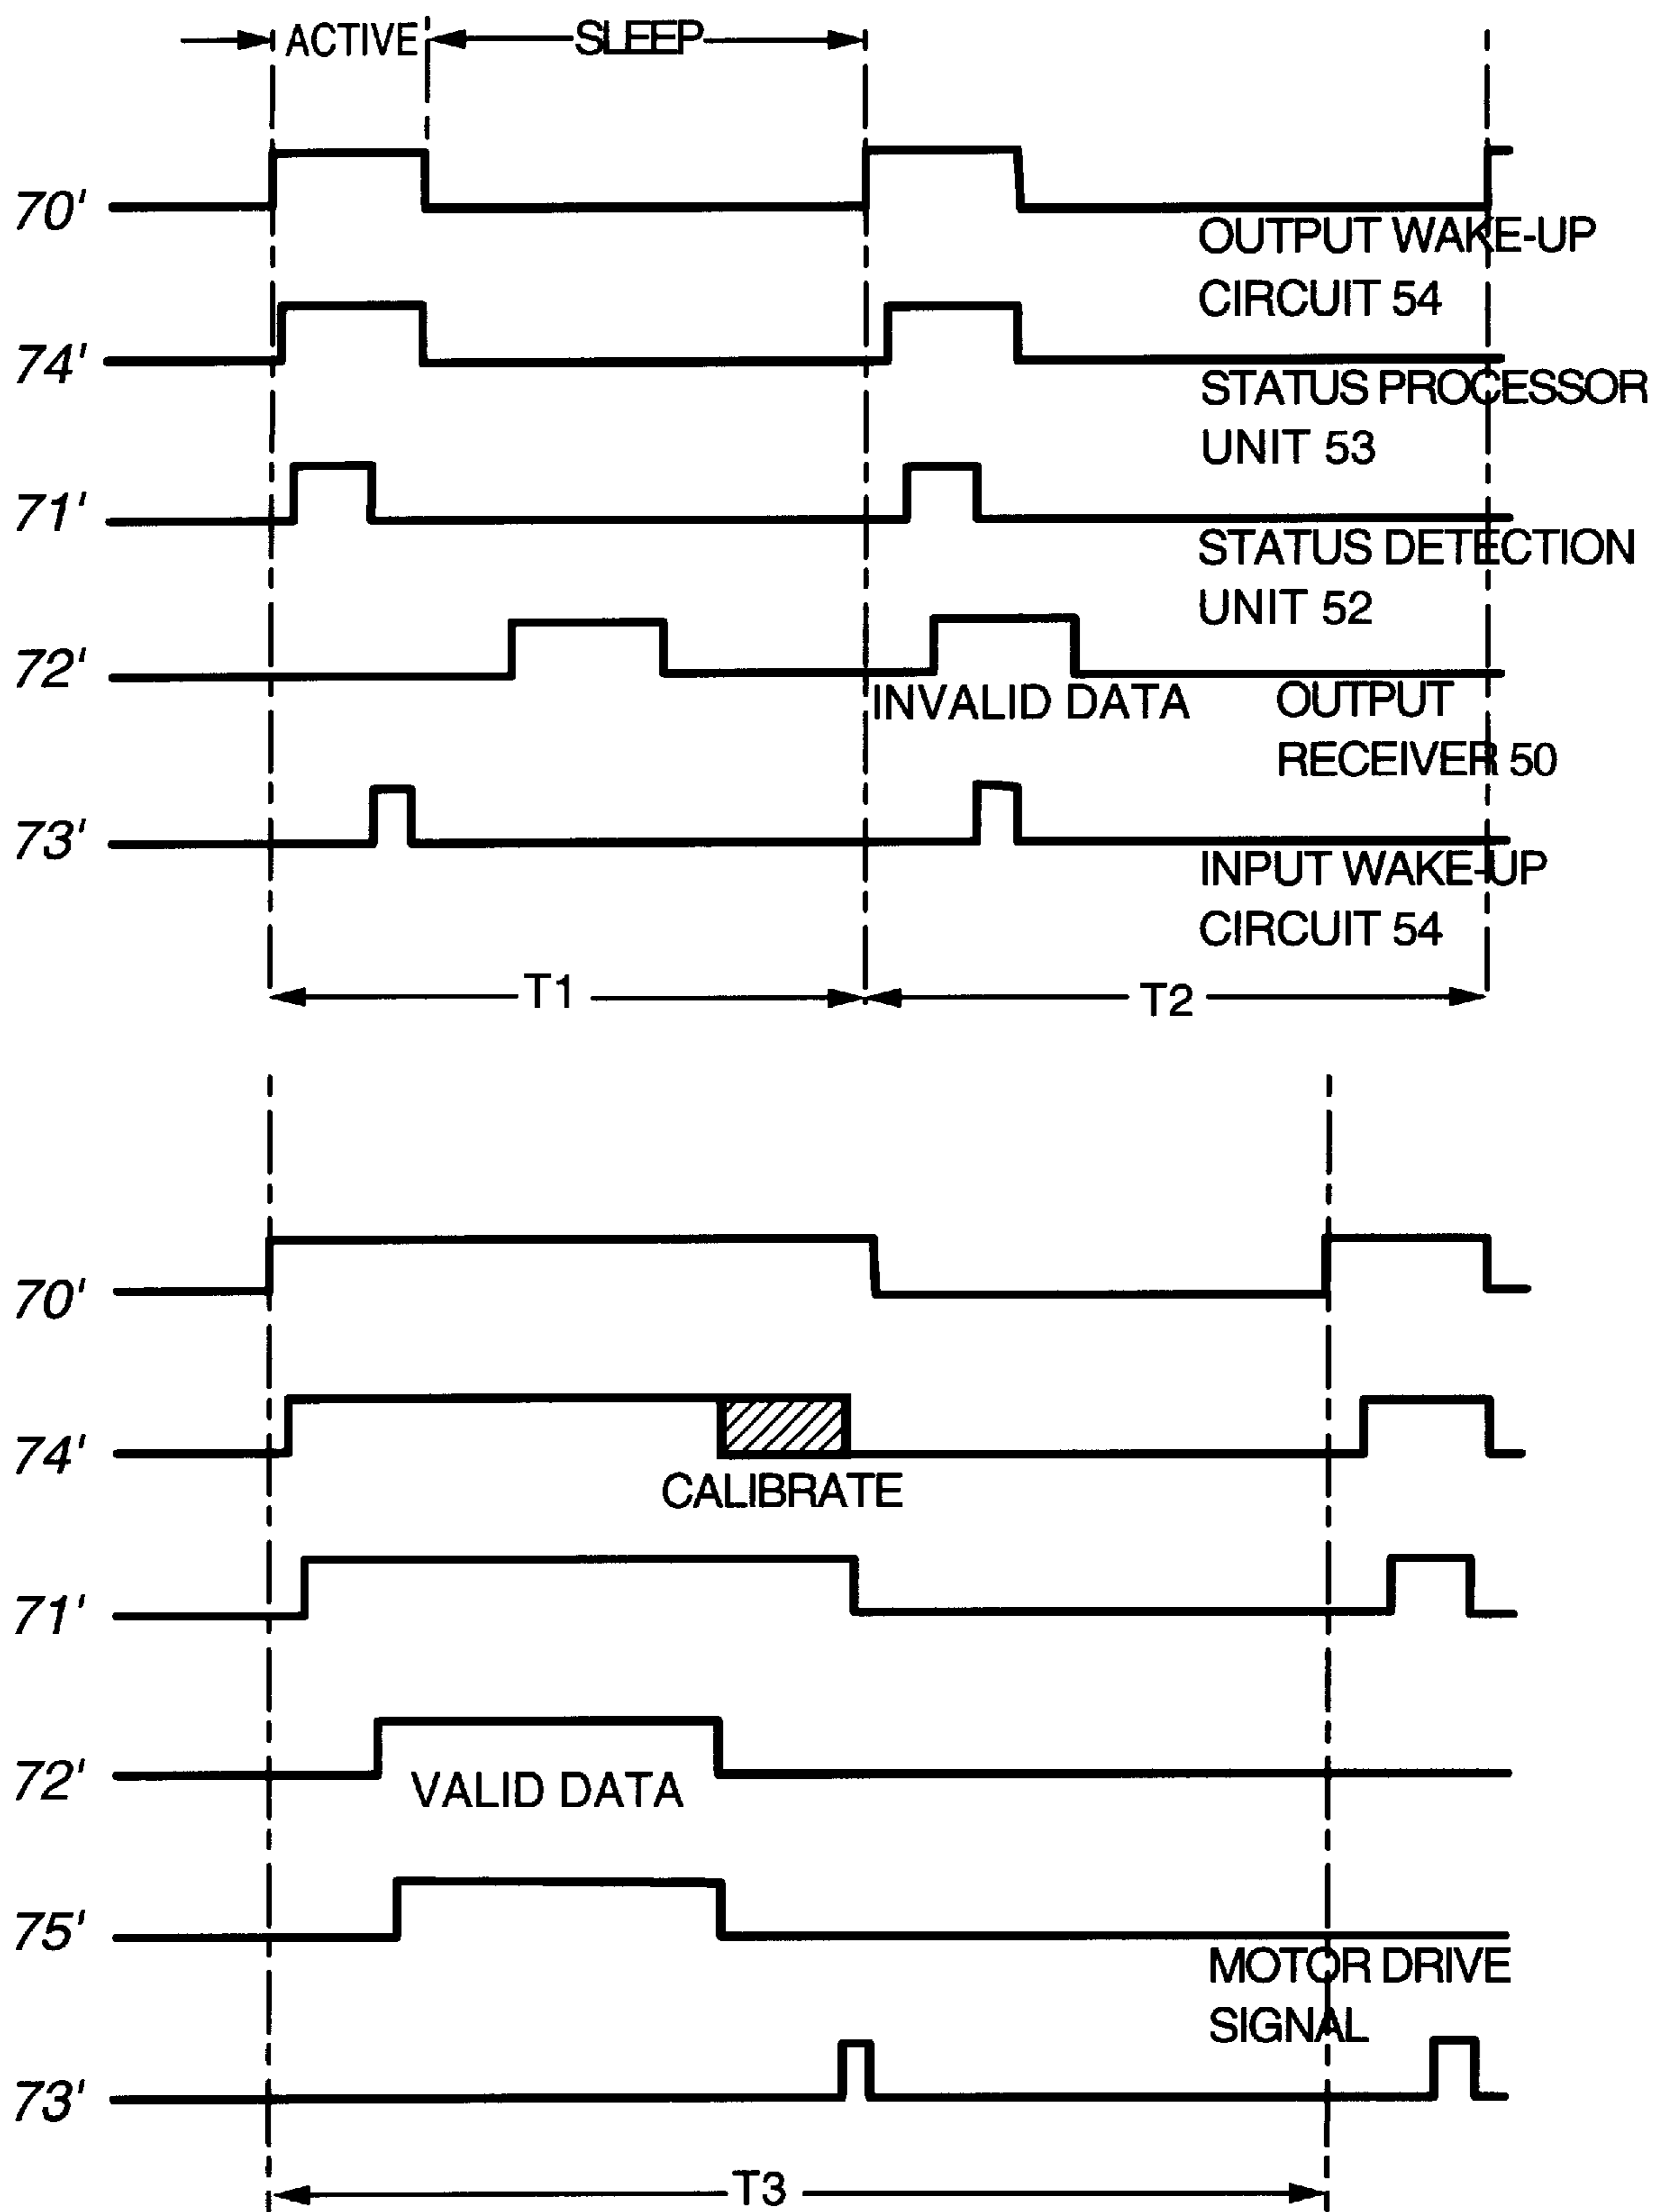 ACTIVE SLEEP
70'
OUTPUT WAKE-UP
CIRCUIT 54
74'
STATUS PROCESSOR
UNIT 53
71'
STATUS DETECTION
UNIT 52
72'
INVALID DATA
OUTPUT
RECEIVER 50
73'
INPUT WAKE-UP
CIRCUIT 54
T1 T2
70'
74'
CALIBRATE
71'
72'
VALID DATA
75'
MOTOR DRIVE
SIGNAL
73'
T3